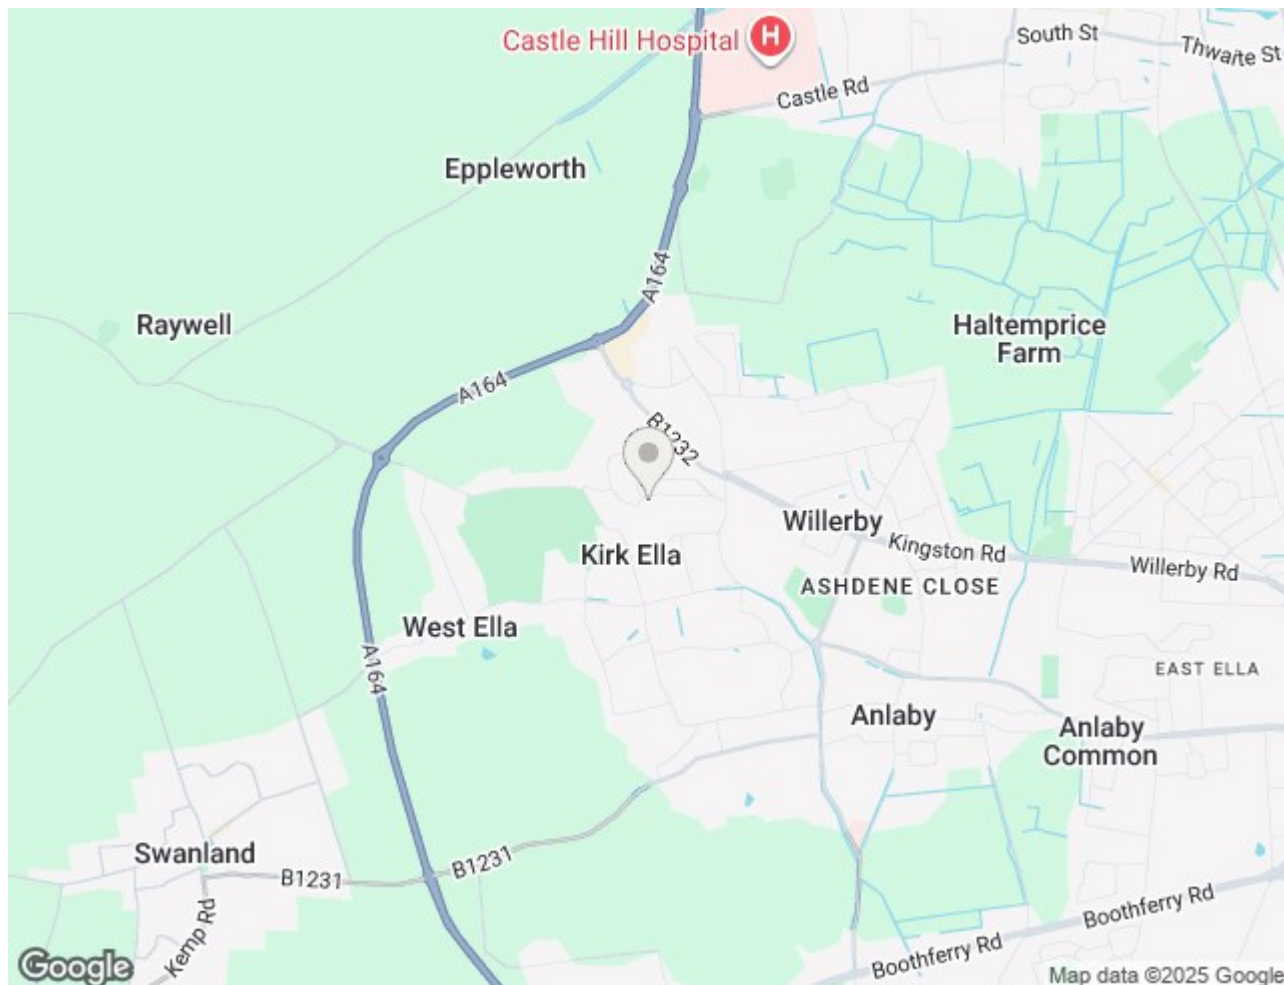 Castle Hill Hospital
H
South St
Thwaite St
Castle Rd
Eppleworth
A164
Raywell
Haltemprice
Farm
A164
B1232
Willerby
Kingston Rd
Kirk Ella
Willerby Rd
ASHDENE CLOSE
West Ella
A164
EAST ELLA
Anlaby
Anlaby
Common
Swanland
B1231
B1231
Kemp Rd
Boothferry Rd
Boothferry Rd
Google
Map data ©2025 Google